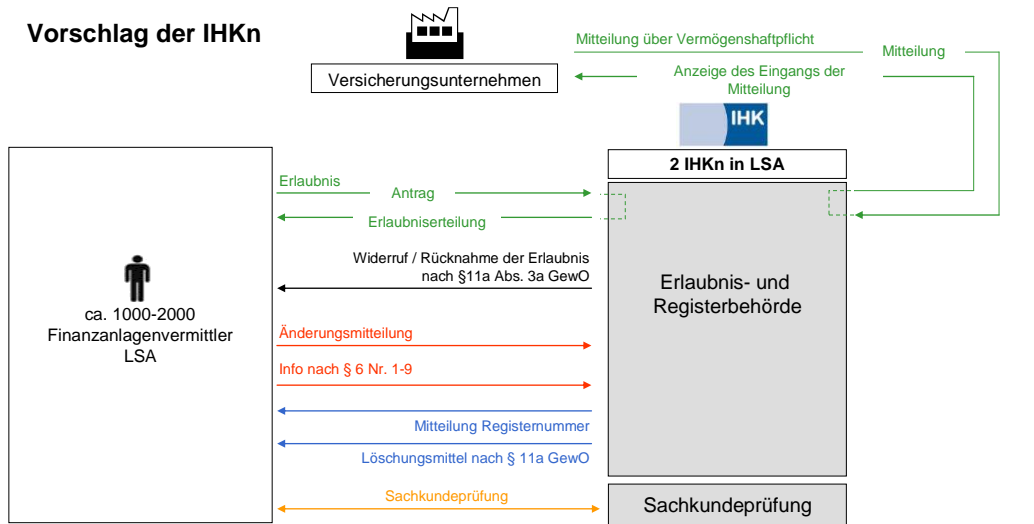 Vorschlag der IHKn
Versicherungsunternehmen
Mitteilung über Vermögenshaftpflicht
Mitteilung
Anzeige des Eingangs der
Mitteilung
IHK
2 IHKn in LSA
Erlaubnis
Antrag
Erlaubniserteilung
Widerruf / Rücknahme der Erlaubnis
nach §11a Abs. 3a GewO
Erlaubnis- und
Registerbehörde
ca. 1000-2000
Finanzanlagenvermittler
LSA
Änderungsmitteilung
Info nach § 6 Nr. 1-9
Mitteilung Registernummer
Löschungsmittel nach § 11a GewO
Sachkundeprüfung
Sachkundeprüfung